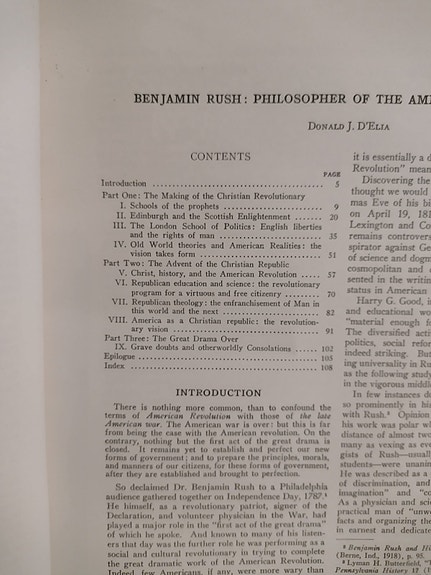 BENJAMIN RUSH: PHILOSOPHER OF THE AME
DONALD J. D'ELIA
CONTENTS
PAGE
Introduction ........ 5
Part One: The Making of the Christian Revolutionary
I. Schools of the prophets ........ 9
II. Edinburgh and the Scottish Enlightenment ........ 20
III. The London School of Politics: English liberties
and the rights of man ........ 35
IV. Old World theories and American Realities: the
vision takes form ........ 51
Part Two: The Advent of the Christian Republic
V. Christ, history, and the American Revolution ..... 57
VI. Republican education and science: the revolutionary
program for a virtuous and free citizenry ........ 70
VII. Republican theology: the enfranchisement of Man in
this world and the next ........ 82
VIII. America as a Christian republic: the revolution-
ary vision ........ 91
Part Three: The Great Drama Over
IX. Grave doubts and otherworldly Consolations ..... 102
Epilogue ........ 105
Index ........ 108
INTRODUCTION
There is nothing more common, than to confound the
terms of American Revolution with those of the late
American war. The American war is over: but this is far
from being the case with the American revolution. On the
contrary, nothing but the first act of the great drama is
closed. It remains yet to establish and perfect our new
forms of government; and to prepare the principles, morals,
and manners of our citizens, for these forms of government,
after they are established and brought to perfection.
So declaimed Dr. Benjamin Rush to a Philadelphia
audience gathered together on Independence Day, 1787.¹
He himself, as a revolutionary patriot, signer of the
Declaration, and volunteer physician in the War, had
played a major role in the "first act of the great drama"
of which he spoke. And known to many of his listen-
ers that day was the further role he was performing as a
social and cultural revolutionary in trying to complete
the great dramatic work of the American Revolution.
Indeed, few Americans, if any, were more wary than
it is essentially a d
Revolution" mean
Discovering the
thought we would
mas Eve of his bi
on April 19, 181
Lexington and Co
remains controvers
spirator against Ge
of science and dogm
cosmopolitan and
sented in the writin
status in American
Harry G. Good, i
and educational wo
"material enough f
The diversified acti
politics, social refor
indeed striking. But
ing universality in Ru
as the following study
in the vigorous middle
In few instances do
so prominently in his
with Rush.⁶ Opinion
his work was polar wh
distance of almost two
many as vexing as eve
gists of Rush—usually
students—were unanim
He was described as a
of discrimination, and
imagination" and "co
As a physician and scie
practical man of "unwo
facts and organizing the
in earnest and dedicate
⁵ Benjamin Rush and Hi
(Berne, Ind., 1918), p. 95.
⁶ Lyman H. Butterfield, "T
Pennsylvania History 17 (1